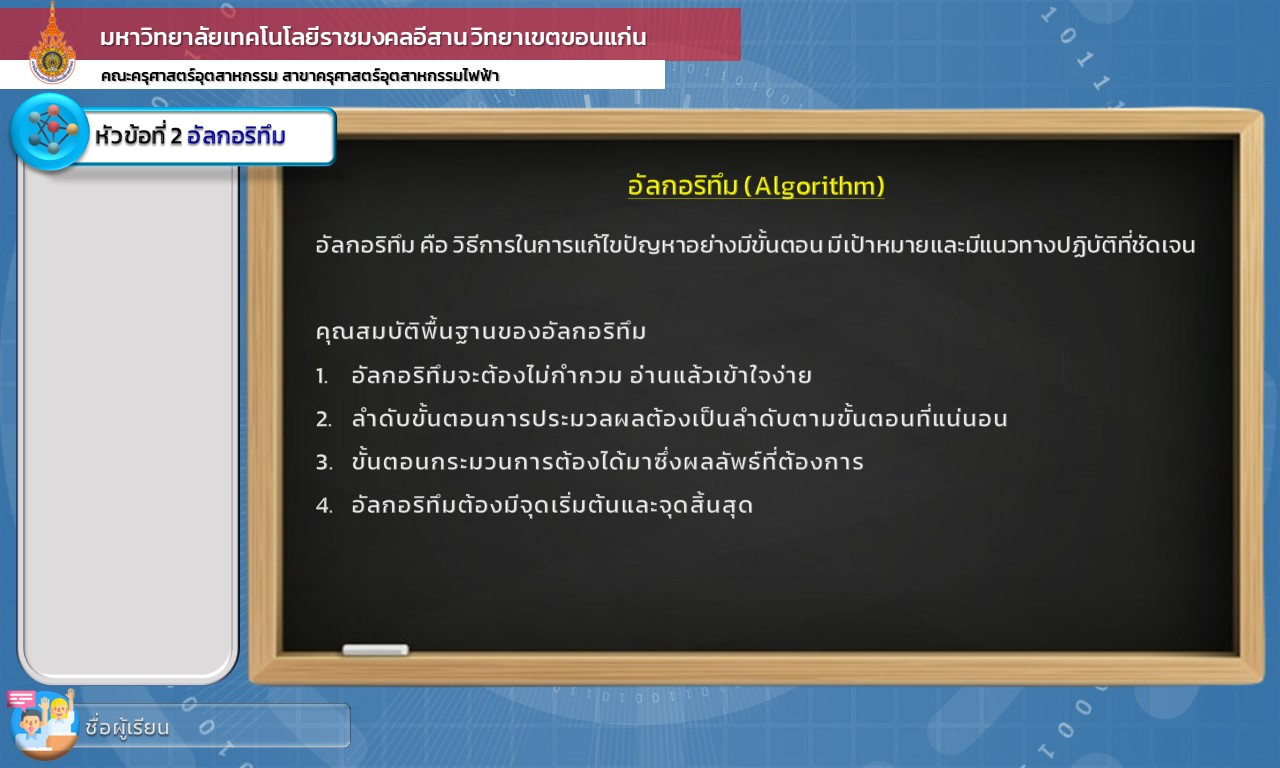 มหาวิทยาลัยเทคโนโลยีราชมงคลอีสาน วิทยาเขตขอนแก่น
คณะครุศาสตร์อุตสาหกรรม สาขาครุศาสตร์อุตสาหกรรมไฟฟ้า
หัวข้อที่ 2 อัลกอริทึม
อัลกอริทึม (Algorithm)
อัลกอริทึม คือ วิธีการในการแก้ไขปัญหาอย่างมีขั้นตอน มีเป้าหมายและมีแนวทางปฏิบัติที่ชัดเจน
คุณสมบัติพื้นฐานของอัลกอริทึม
1. อัลกอริทึมจะต้องไม่กำกวม อ่านแล้วเข้าใจง่าย
2. ลำดับขั้นตอนการประมวลผลต้องเป็นลำดับตามขั้นตอนที่แน่นอน
3. ขั้นตอนกระมวนการต้องได้มาซึ่งผลลัพธ์ที่ต้องการ
4. อัลกอริทึมต้องมีจุดเริ่มต้นและจุดสิ้นสุด
ชื่อผู้เรียน